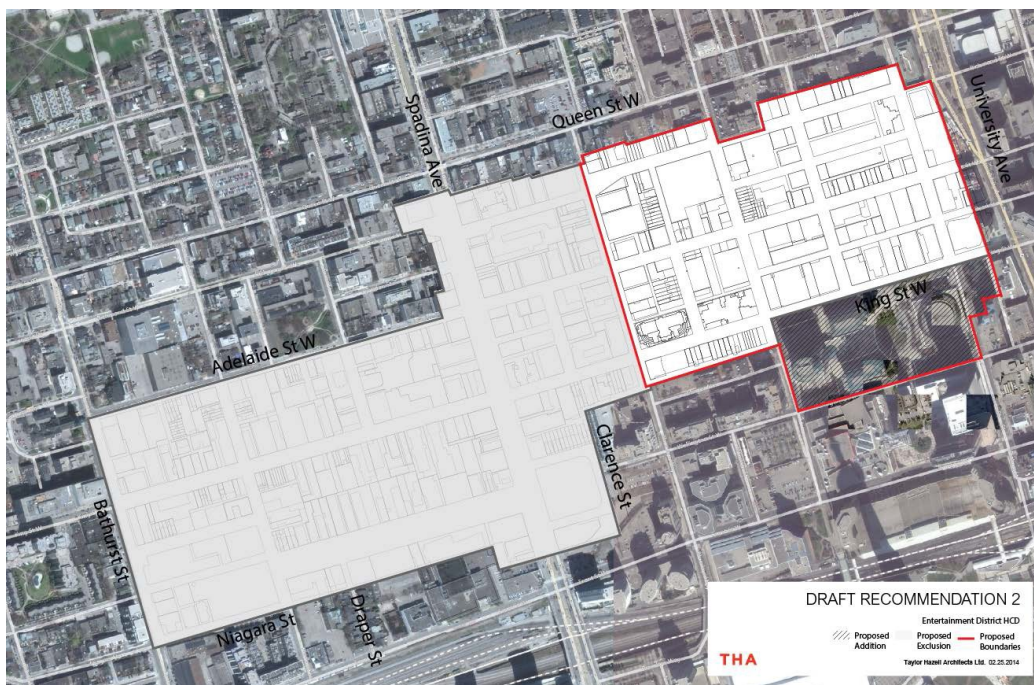 Spadina Ave
Queen St W
University Ave
King St W
Adelaide St W
Clarence St
Bathurst St
Draper St
Niagara St
DRAFT RECOMMENDATION 2
Entertainment District HCD
Proposed Addition
Proposed Exclusion
Proposed Boundaries
THA
Taylor Hazell Architects Ltd. 02.25.2014